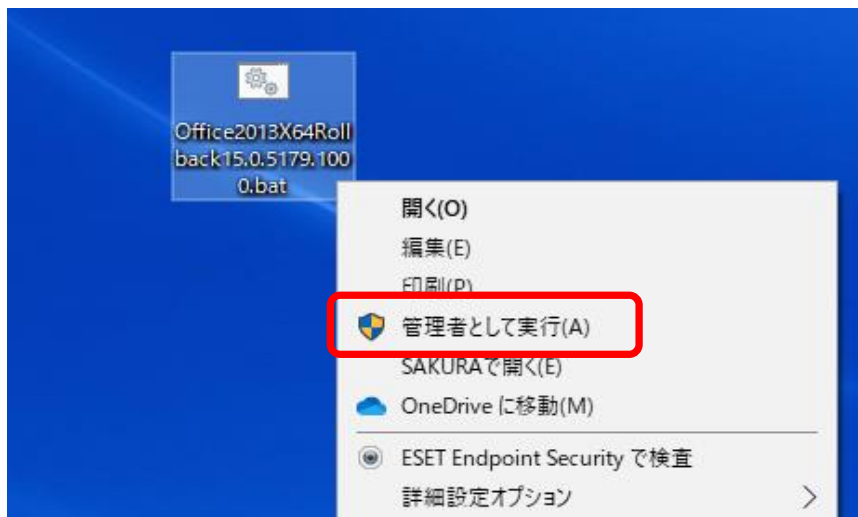 Office2013X64Roll
back15.0.5179.100
0.bat
開く(O)
編集(E)
印刷(P)
管理者として実行(A)
SAKURAで開く(E)
OneDrive に移動(M)
ESET Endpoint Security で検査
詳細設定オプション